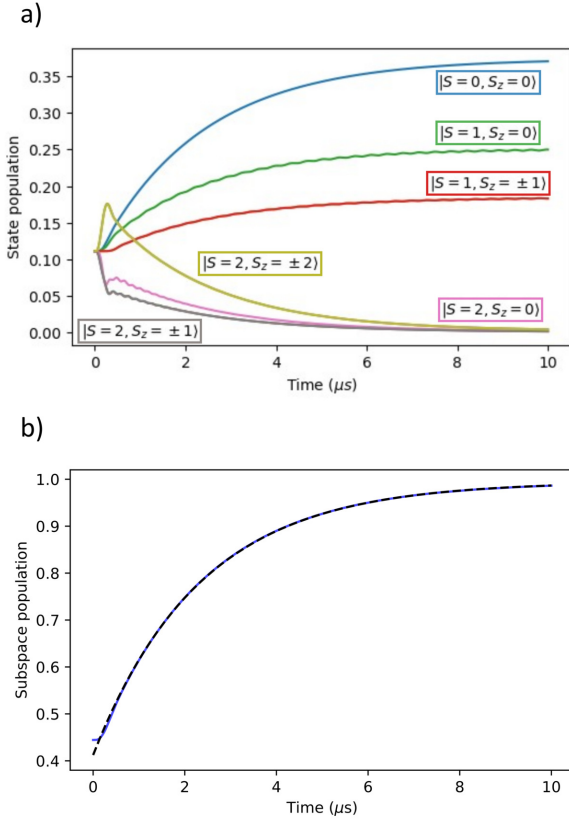 a)
0.35
0.30
0.25
0.20
0.15
0.10
0.05
0.00
State population
|S = 0, S_z = 0⟩
|S = 1, S_z = 0⟩
|S = 1, S_z = ±1⟩
|S = 2, S_z = ±2⟩
|S = 2, S_z = 0⟩
|S = 2, S_z = ±1⟩
0 2 4 6 8 10
Time (μs)
b)
1.0
0.9
0.8
0.7
0.6
0.5
0.4
Subspace population
0 2 4 6 8 10
Time (μs)